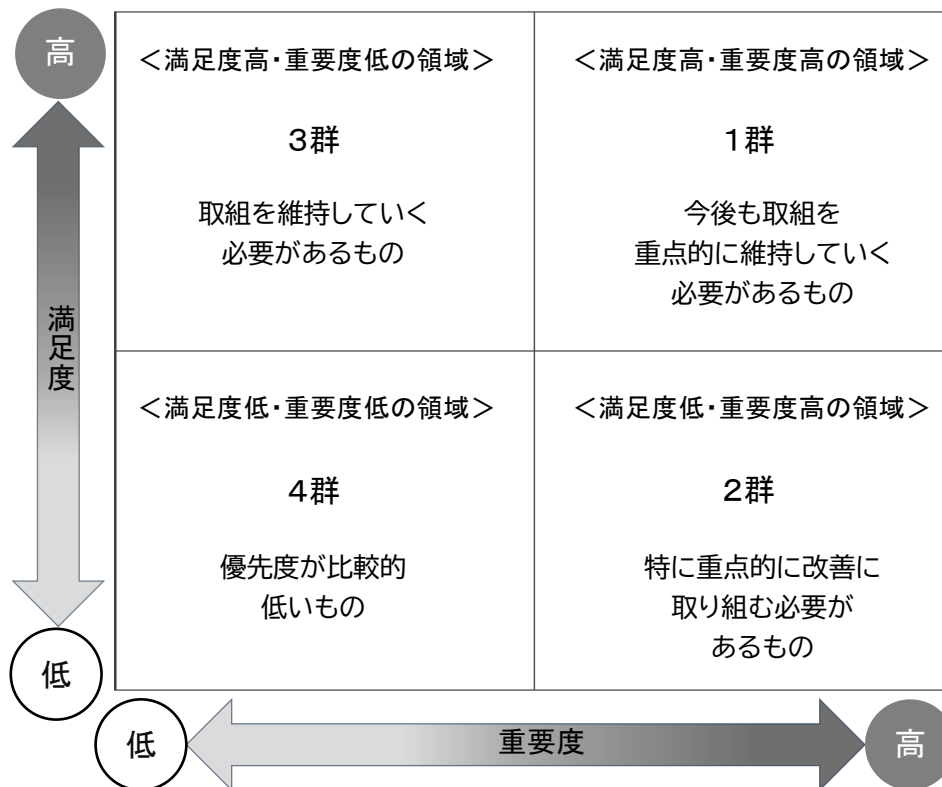 高
<満足度高・重要度低の領域>
3群
取組を維持していく
必要があるもの
<満足度高・重要度高の領域>
1群
今後も取組を
重点的に維持していく
必要があるもの
満足度
<満足度低・重要度低の領域>
4群
優先度が比較的
低いもの
<満足度低・重要度高の領域>
2群
特に重点的に改善に
取り組む必要が
あるもの
低
低
重要度
高